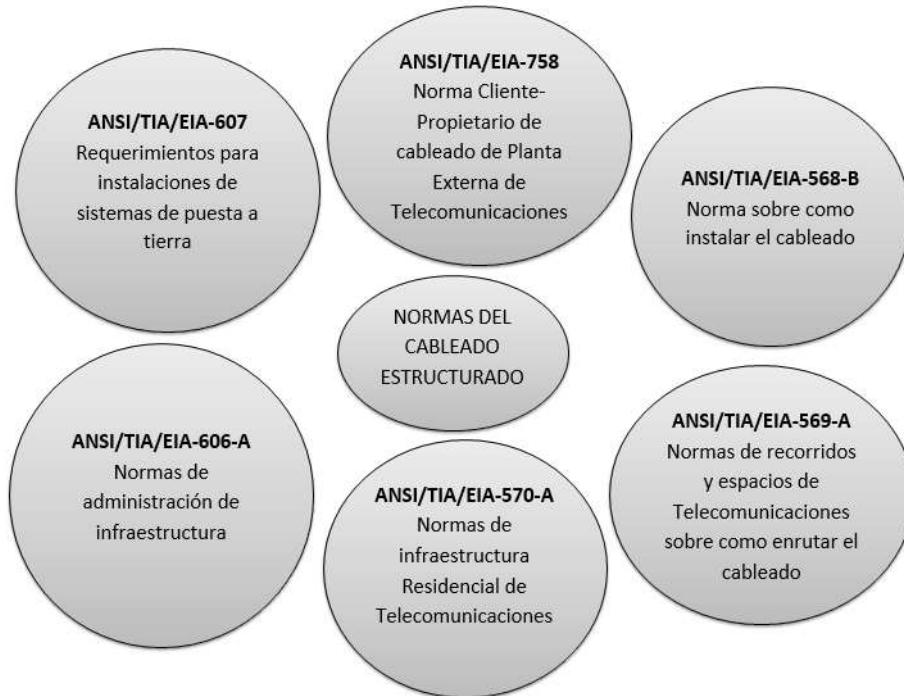 ANSI/TIA/EIA-607
Requerimientos para
instalaciones de
sistemas de puesta a
tierra
ANSI/TIA/EIA-758
Norma Cliente-
Propietario de
cableado de Planta
Externa de
Telecomunicaciones
ANSI/TIA/EIA-568-B
Norma sobre como
instalar el cableado
NORMAS DEL
CABLEADO
ESTRUCTURADO
ANSI/TIA/EIA-606-A
Normas de
administración de
infraestructura
ANSI/TIA/EIA-570-A
Normas de
infraestructura
Residencial de
Telecomunicaciones
ANSI/TIA/EIA-569-A
Normas de recorridos
y espacios de
Telecomunicaciones
sobre como enrutar el
cableado